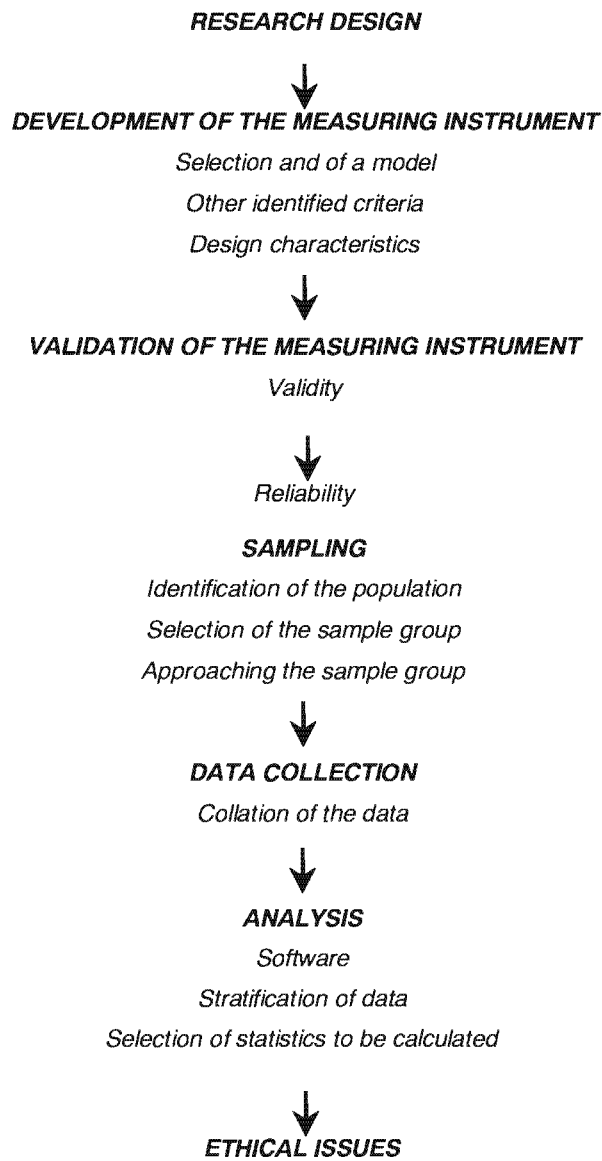 RESEARCH DESIGN
DEVELOPMENT OF THE MEASURING INSTRUMENT
Selection and of a model
Other identified criteria
Design characteristics
VALIDATION OF THE MEASURING INSTRUMENT
Validity
Reliability
SAMPLING
Identification of the population
Selection of the sample group
Approaching the sample group
DATA COLLECTION
Collation of the data
ANALYSIS
Software
Stratification of data
Selection of statistics to be calculated
ETHICAL ISSUES